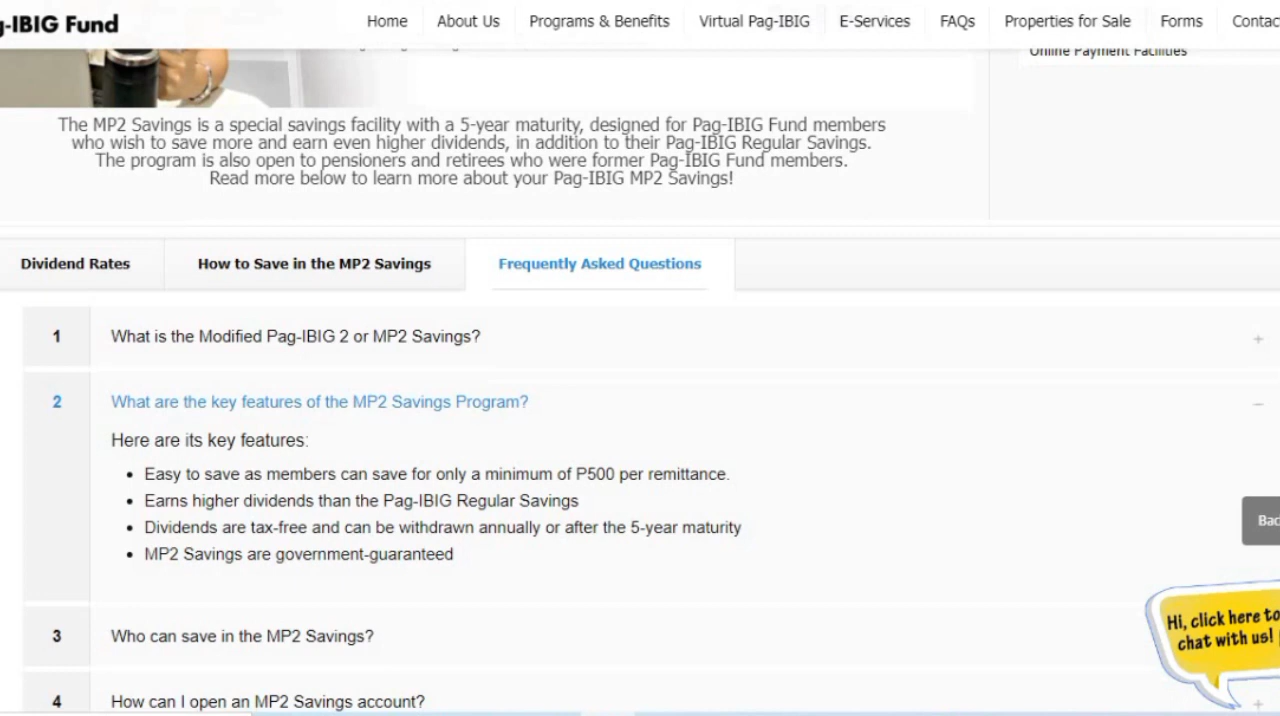 g-IBIG Fund
Home About Us Programs & Benefits Virtual Pag-IBIG E-Services FAQs Properties for Sale Forms Contac
Online Payment Facilities
The MP2 Savings is a special savings facility with a 5-year maturity, designed for Pag-IBIG Fund members
who wish to save more and earn even higher dividends, in addition to their Pag-IBIG Regular Savings.
The program is also open to pensioners and retirees who were former Pag-IBIG Fund members.
Read more below to learn more about your Pag-IBIG MP2 Savings!
Dividend Rates How to Save in the MP2 Savings Frequently Asked Questions
1 What is the Modified Pag-IBIG 2 or MP2 Savings? +
2 What are the key features of the MP2 Savings Program? –
Here are its key features:
• Easy to save as members can save for only a minimum of P500 per remittance.
• Earns higher dividends than the Pag-IBIG Regular Savings
• Dividends are tax-free and can be withdrawn annually or after the 5-year maturity
• MP2 Savings are government-guaranteed
Bac
3 Who can save in the MP2 Savings?
Hi, click here to
chat with us!
4 How can I open an MP2 Savings account? +